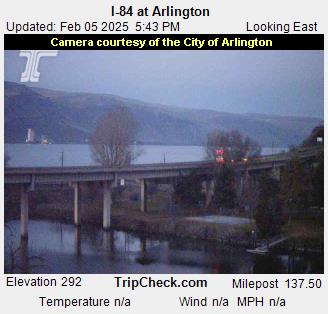 I-84 at Arlington
Updated: Feb 05 2025 5:43 PM Looking East
Camera courtesy of the City of Arlington
Elevation 292 TripCheck.com Milepost 137.50
Temperature n/a Wind n/a MPH n/a